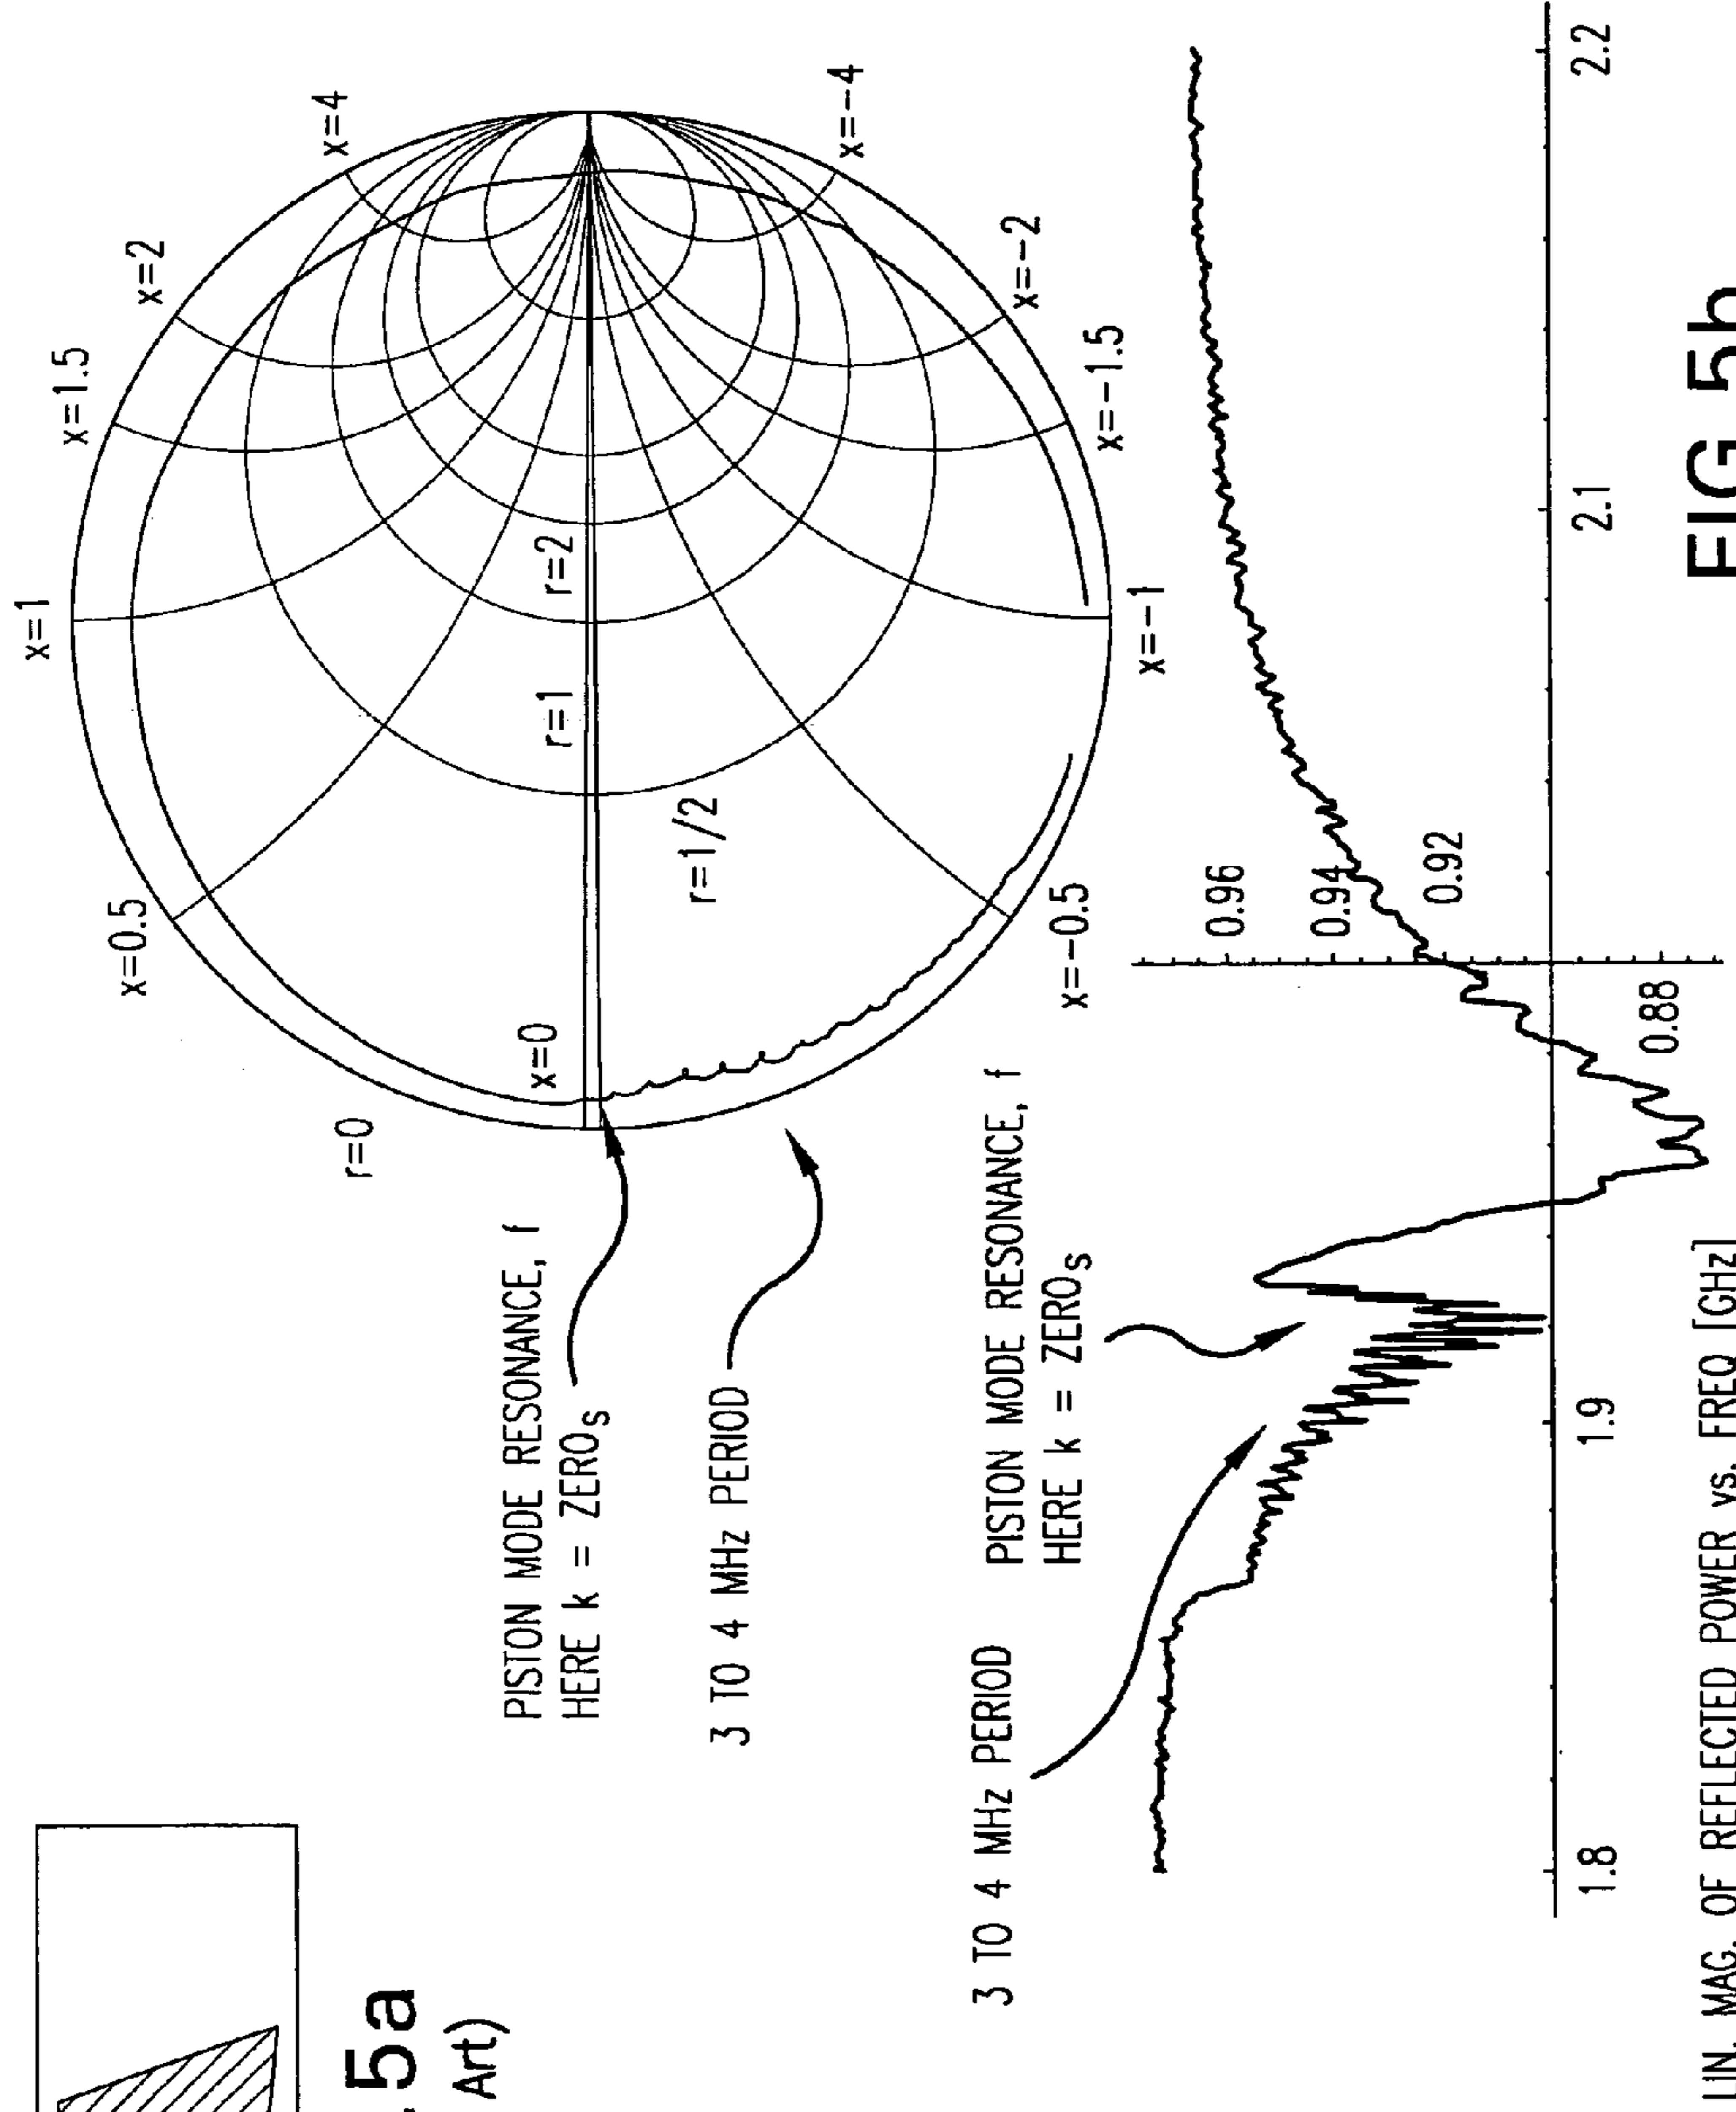 5a
Art)
x=1
x=1.5
x=2
x=4
x=0.5
x=0
r=0
r=1
r=2
r=1/2
x=-4
x=-2
x=-1.5
x=-1
x=-0.5
PISTON MODE RESONANCE, f
HERE k = ZEROs
3 TO 4 MHz PERIOD
3 TO 4 MHz PERIOD
PISTON MODE RESONANCE, f
HERE k = ZEROs
0.96
0.94
0.92
0.88
1.8
1.9
2.1
2.2
LIN. MAG. OF REFLECTED POWER vs. FREQ [GHz]
FIG 5b